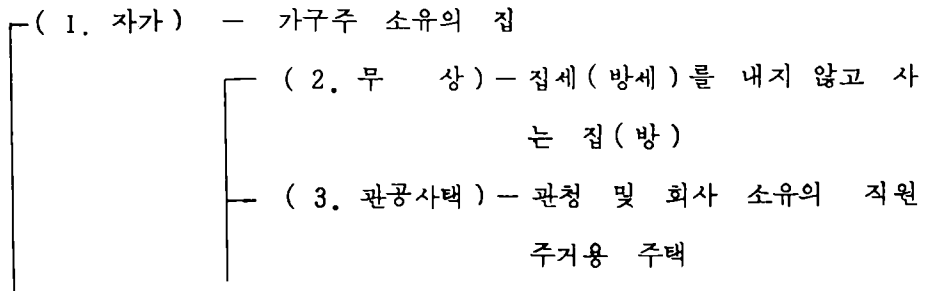 ( 1. 자가 ) — 가구주 소유의 집
( 2. 무 상 ) — 집세 ( 방세 ) 를 내지 않고 사
는 집 ( 방 )
( 3. 관공사택 ) — 관청 및 회사 소유의 직원
주거용 주택